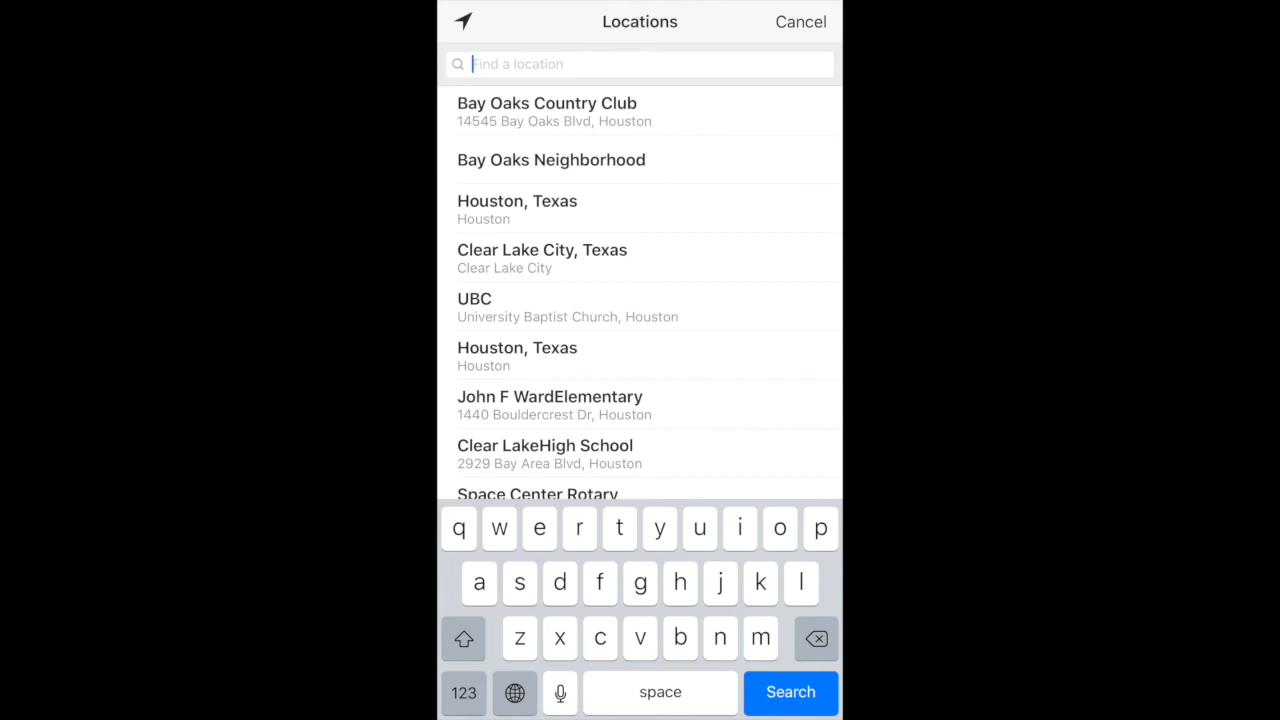 Locations Cancel
Find a location
Bay Oaks Country Club
14545 Bay Oaks Blvd, Houston
Bay Oaks Neighborhood
Houston, Texas
Houston
Clear Lake City, Texas
Clear Lake City
UBC
University Baptist Church, Houston
Houston, Texas
Houston
John F WardElementary
1440 Bouldercrest Dr, Houston
Clear LakeHigh School
2929 Bay Area Blvd, Houston
Space Center Rotary
q w e r t y u i o p
a s d f g h j k l
z x c v b n m
123 space Search